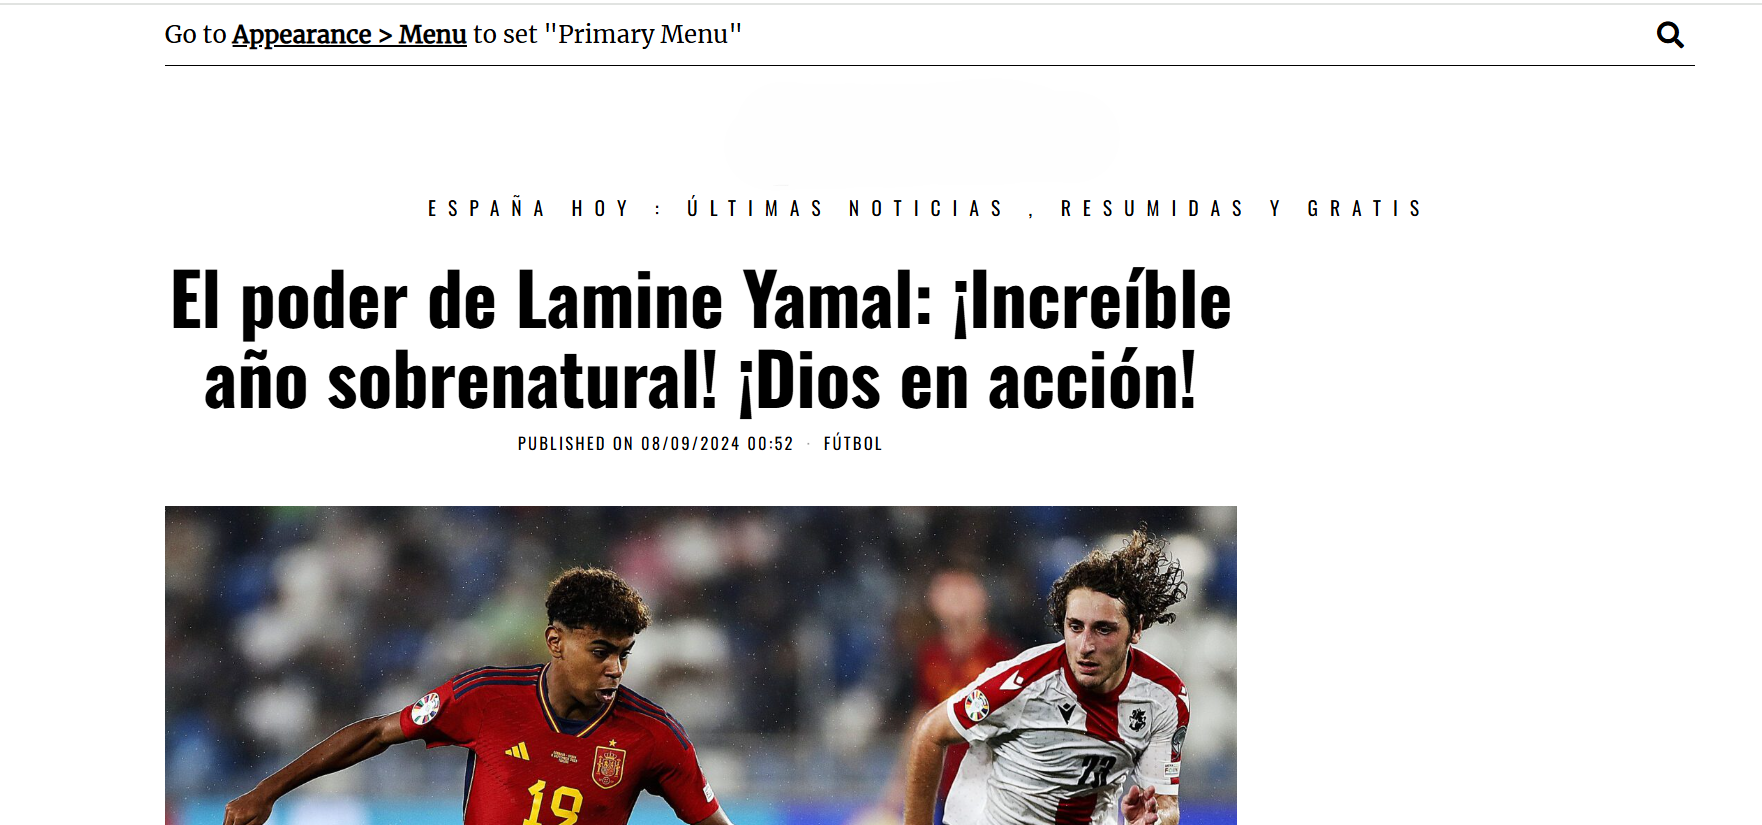 Go to Appearance > Menu to set "Primary Menu"
ESPAÑA HOY : ÚLTIMAS NOTICIAS , RESUMIDAS Y GRATIS
El poder de Lamine Yamal: ¡Increíble
año sobrenatural! ¡Dios en acción!
PUBLISHED ON 08/09/2024 00:52 · FÚTBOL
19
23